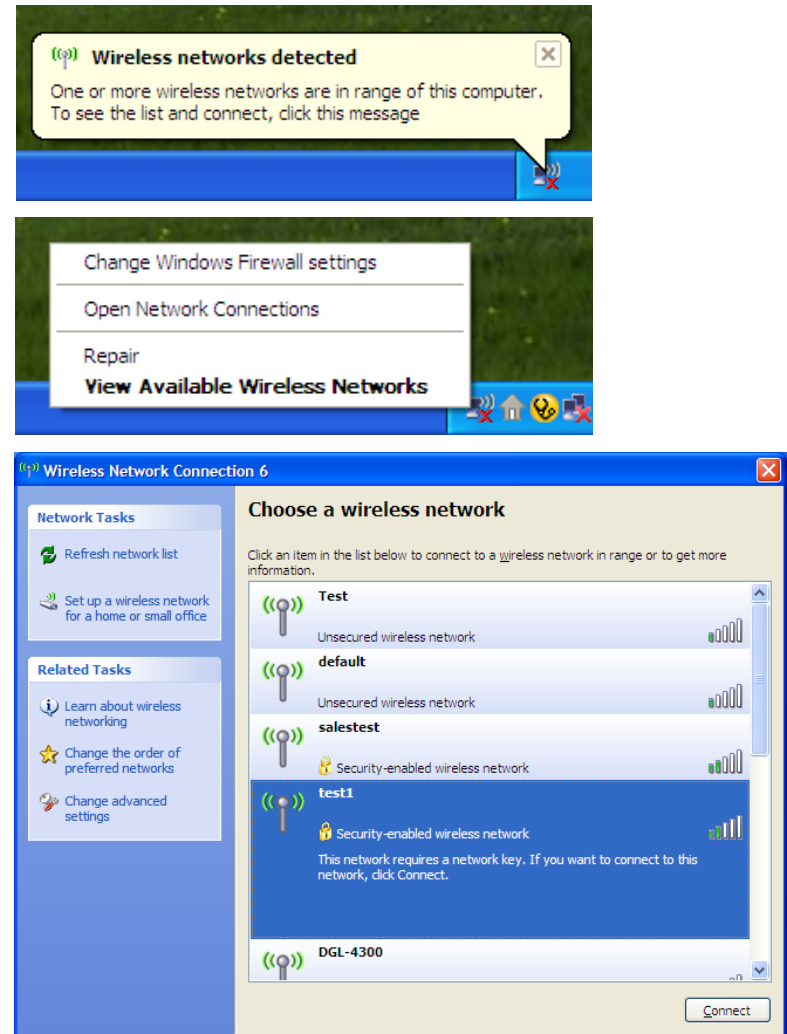 Wireless networks detected
One or more wireless networks are in range of this computer.
To see the list and connect, click this message
Change Windows Firewall settings
Open Network Connections
Repair
View Available Wireless Networks
Wireless Network Connection 6
Network Tasks
Refresh network list
Set up a wireless network
for a home or small office
Related Tasks
Learn about wireless
networking
Change the order of
preferred networks
Change advanced
settings
Choose a wireless network
Click an item in the list below to connect to a wireless network in range or to get more
information.
Test
Unsecured wireless network
default
Unsecured wireless network
salestest
Security-enabled wireless network
test1
Security-enabled wireless network
This network requires a network key. If you want to connect to this
network, click Connect.
DGL-4300
Connect